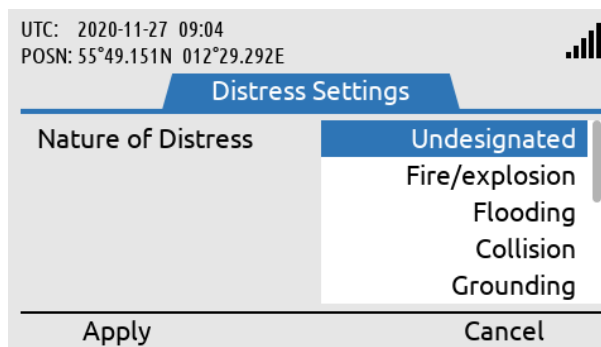 UTC: 2020-11-27 09:04
POSN: 55°49.151N 012°29.292E
Distress Settings
Nature of Distress
Undesignated
Fire/explosion
Flooding
Collision
Grounding
Apply
Cancel